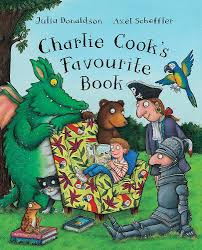 Julia Donaldson Axel Scheffler
Charlie Cook's
Favourite
Book